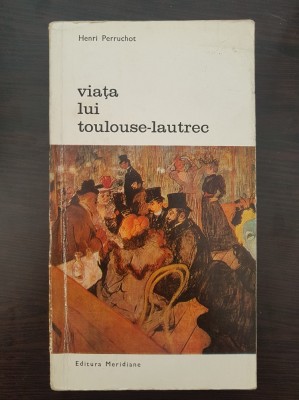 Henri Perruchot
viața
lui
toulouse-lautrec
Editura Meridiane